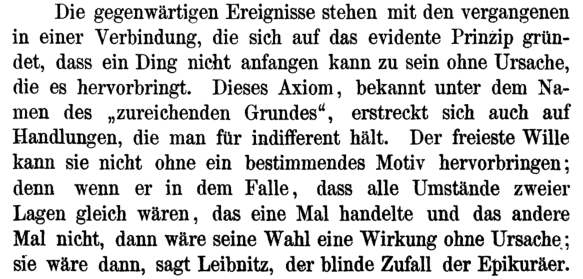 Die gegenwärtigen Ereignisse stehen mit den vergangenen
in einer Verbindung, die sich auf das evidente Prinzip grün-
det, dass ein Ding nicht anfangen kann zu sein ohne Ursache,
die es hervorbringt. Dieses Axiom, bekannt unter dem Na-
men des „zureichenden Grundes“, erstreckt sich auch auf
Handlungen, die man für indifferent hält. Der freieste Wille
kann sie nicht ohne ein bestimmendes Motiv hervorbringen;
denn wenn er in dem Falle, dass alle Umstände zweier
Lagen gleich wären, das eine Mal handelte und das andere
Mal nicht, dann wäre seine Wahl eine Wirkung ohne Ursache;
sie wäre dann, sagt Leibnitz, der blinde Zufall der Epikuräer.